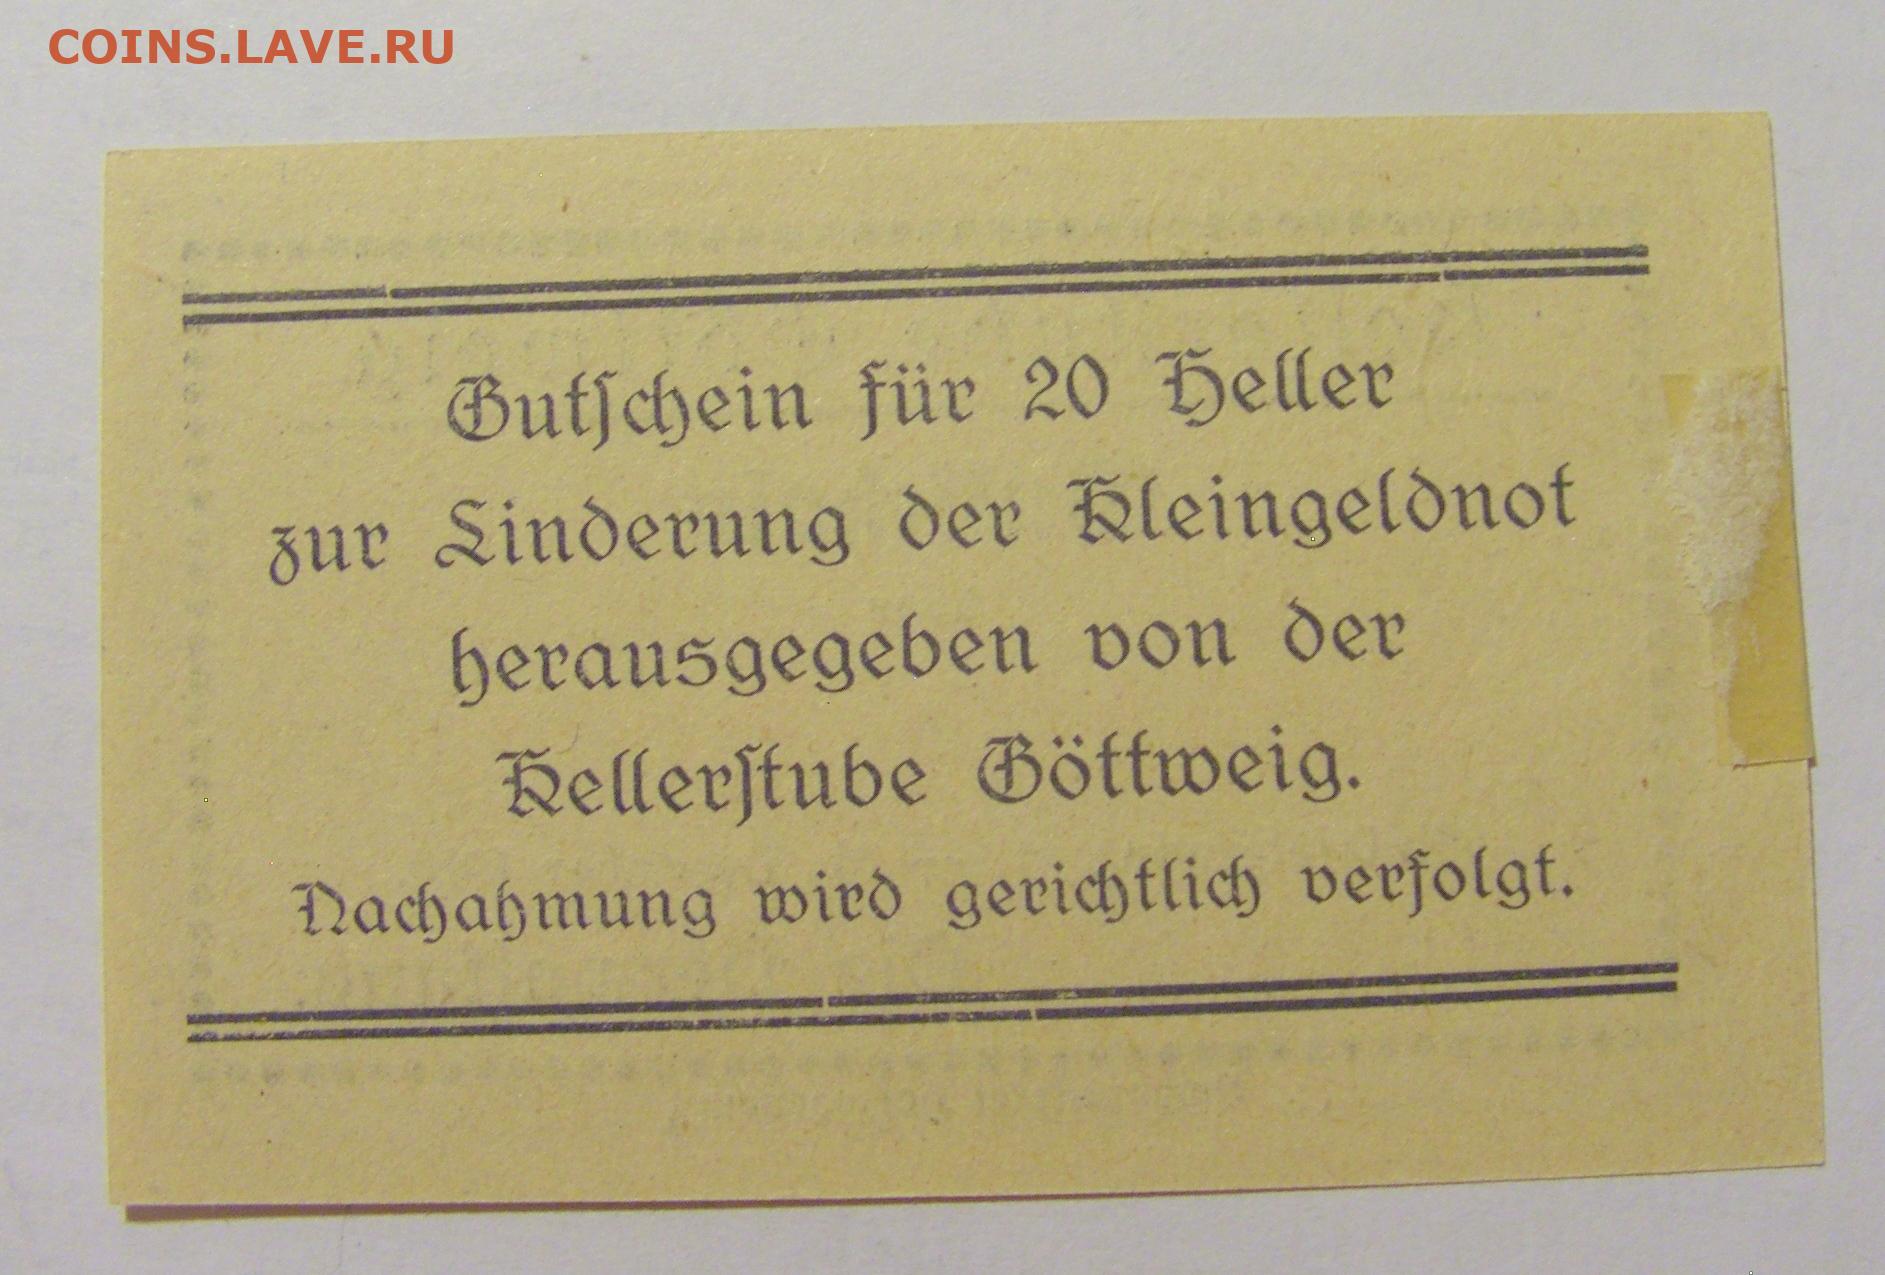 COINS.LAVE.RU
Gutſchein für 20 Heller
zur Linderung der Kleingeldnot
herausgegeben von der
Kellerſtube Göttweig.
Nachahmung wird gerichtlich verfolgt.